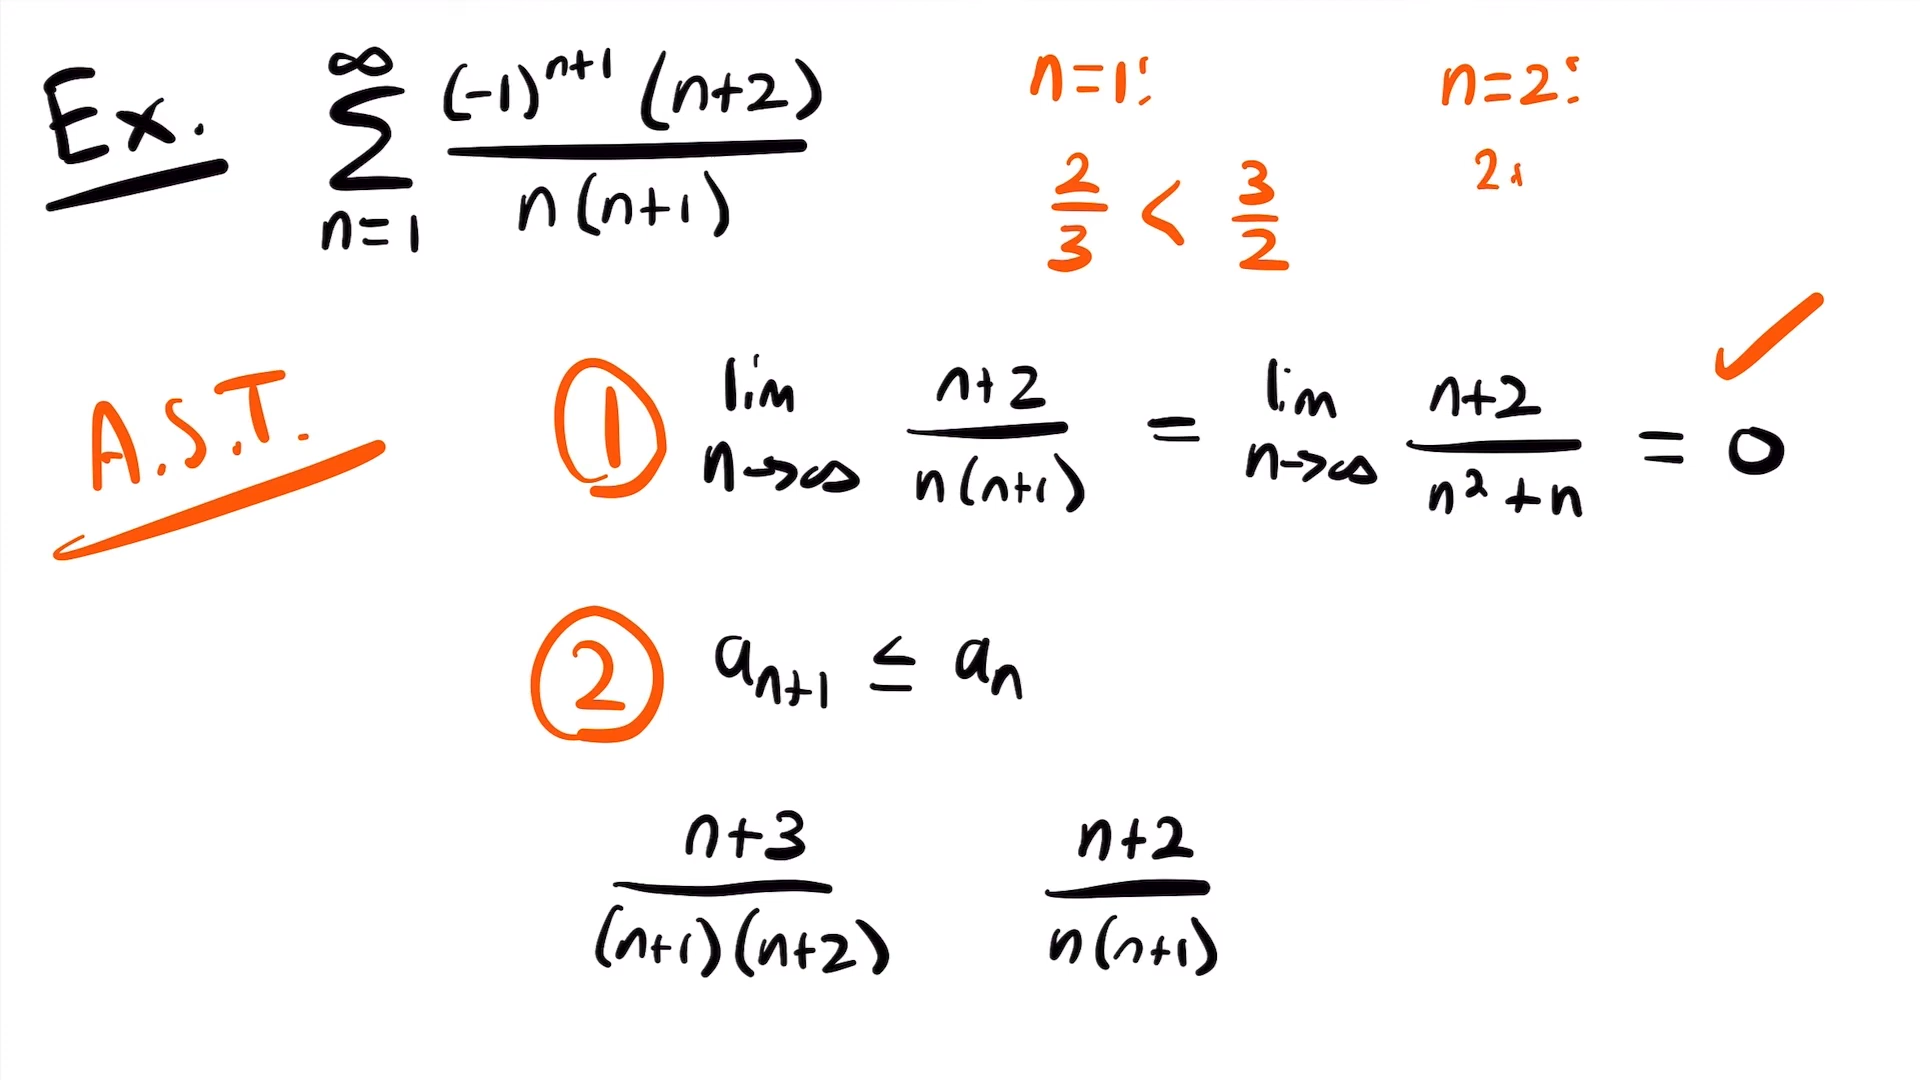 Ex. ∞ ∑ n=1 (-1)^{n+1} (n+2) / n(n+1)
n=1: 2/3 < 3/2
n=2:
2.
A.S.T.
① lim n→∞ n+2 / n(n+1) = lim n→∞ n+2 / n² + n = 0 ✓
② a_{n+1} ≤ a_n
n+3 / (n+1)(n+2)
n+2 / n(n+1)